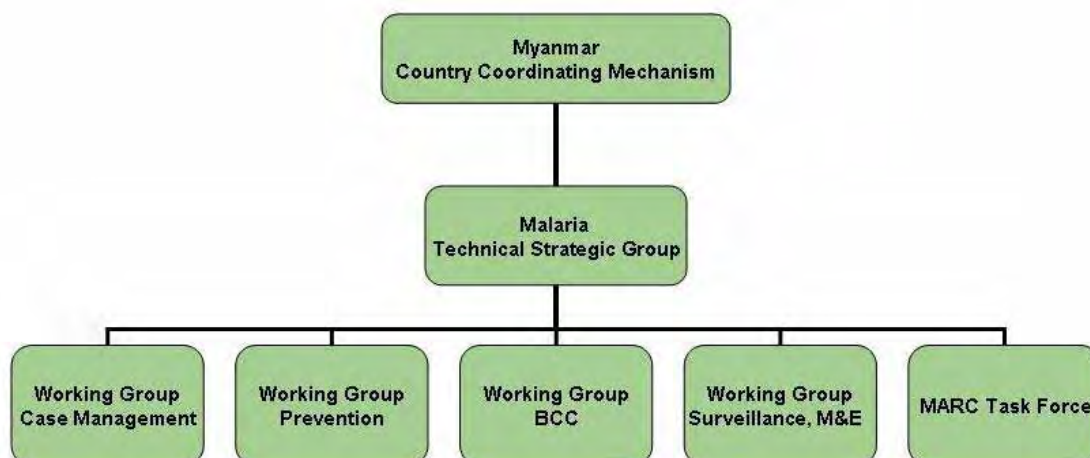 Myanmar
Country Coordinating Mechanism
Malaria
Technical Strategic Group
Working Group
Case Management
Working Group
Prevention
Working Group
BCC
Working Group
Surveillance, M&E
MARC Task Force